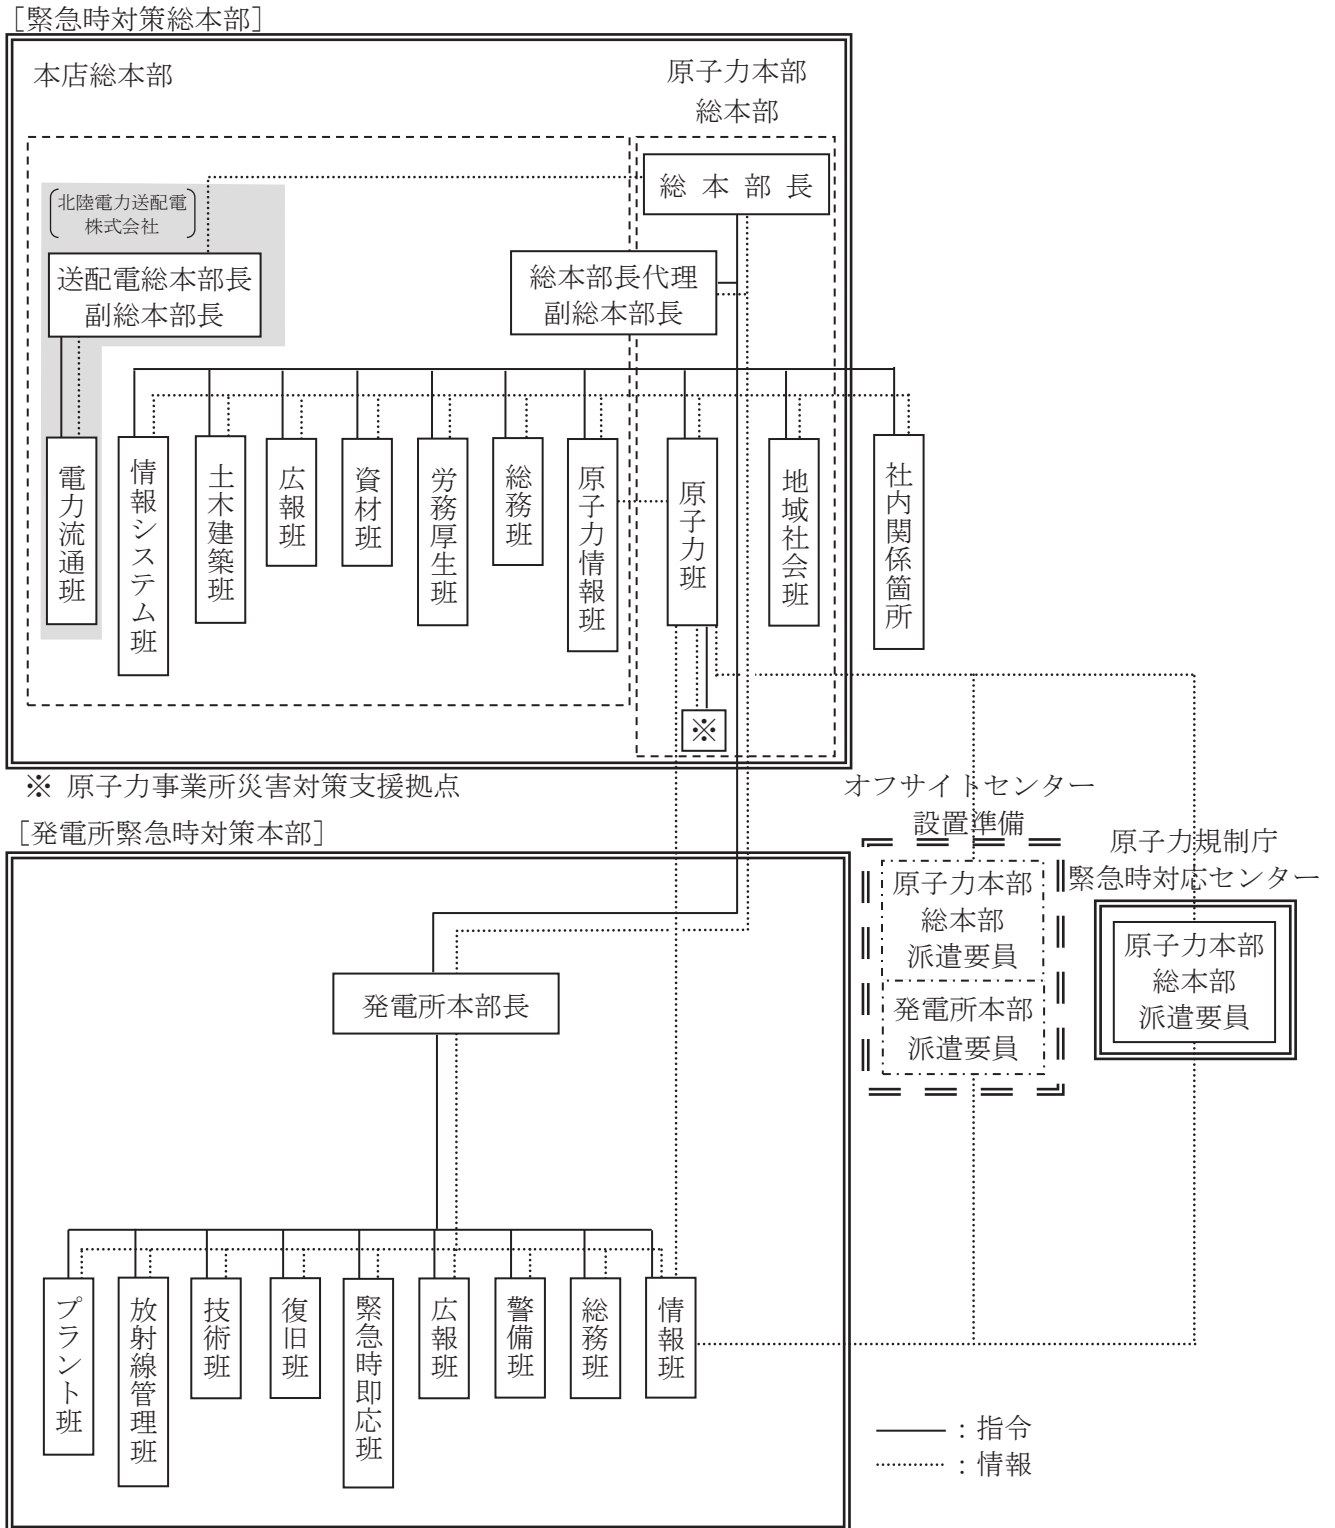 ［緊急時対策総本部］
本店総本部
原子力本部
総本部
総本部長
北陸電力送配電
株式会社
送配電総本部長
副総本部長
総本部長代理
副総本部長
電力流通班
情報システム班
土木建築班
広報班
資材班
労務厚生班
総務班
原子力情報班
原子力班
地域社会班
社内関係箇所
※
※ 原子力事業所災害対策支援拠点
オフサイトセンター
設置準備
原子力規制庁
緊急時対応センター
原子力本部
総本部
派遣要員
発電所本部
派遣要員
原子力本部
総本部
派遣要員
［発電所緊急時対策本部］
発電所本部長
プラント班
放射線管理班
技術班
復旧班
緊急時即応班
広報班
警備班
総務班
情報班
：指令
：情報